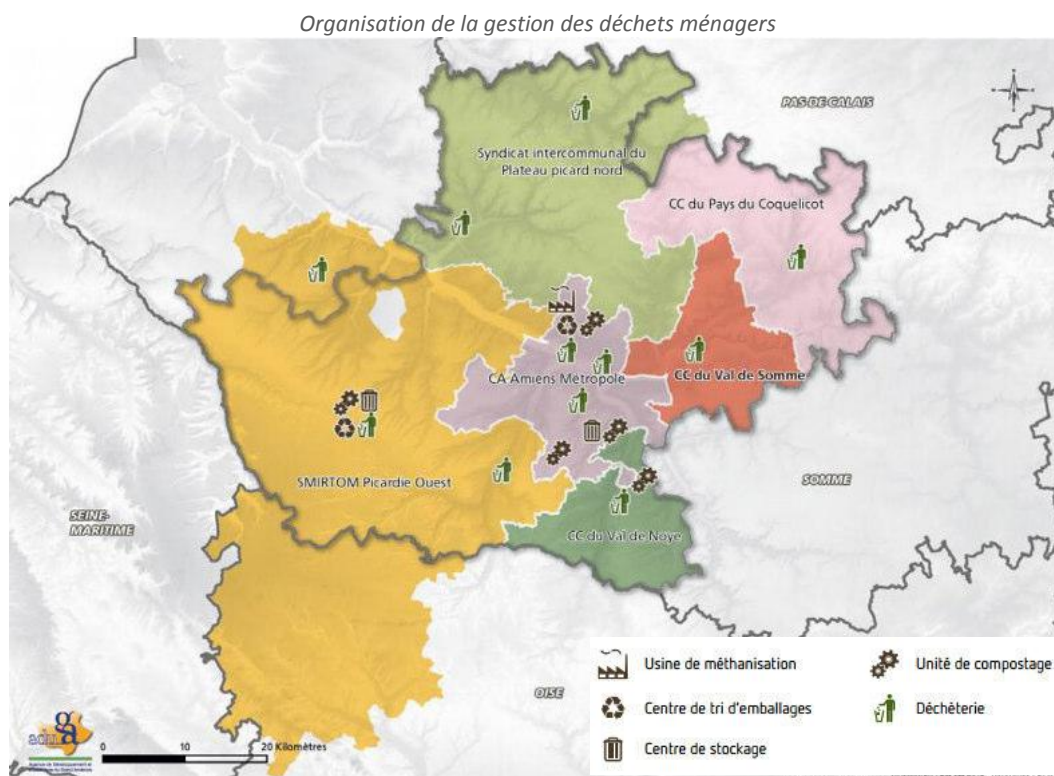 Organisation de la gestion des déchets ménagers
PAS-DE-CALAIS
Syndicat intercommunal du
Plateau picard nord
CC du Pays du Coquelicot
CA Amiens Métropole
CC du Val de Somme
SMIRTOM Picardie Ouest
SOMME
SEINE-
MARITIME
CC du Val de Noye
OISE
Usine de méthanisation
Unité de compostage
Centre de tri d'emballages
Déchèterie
Centre de stockage
0 10 20 Kilomètres